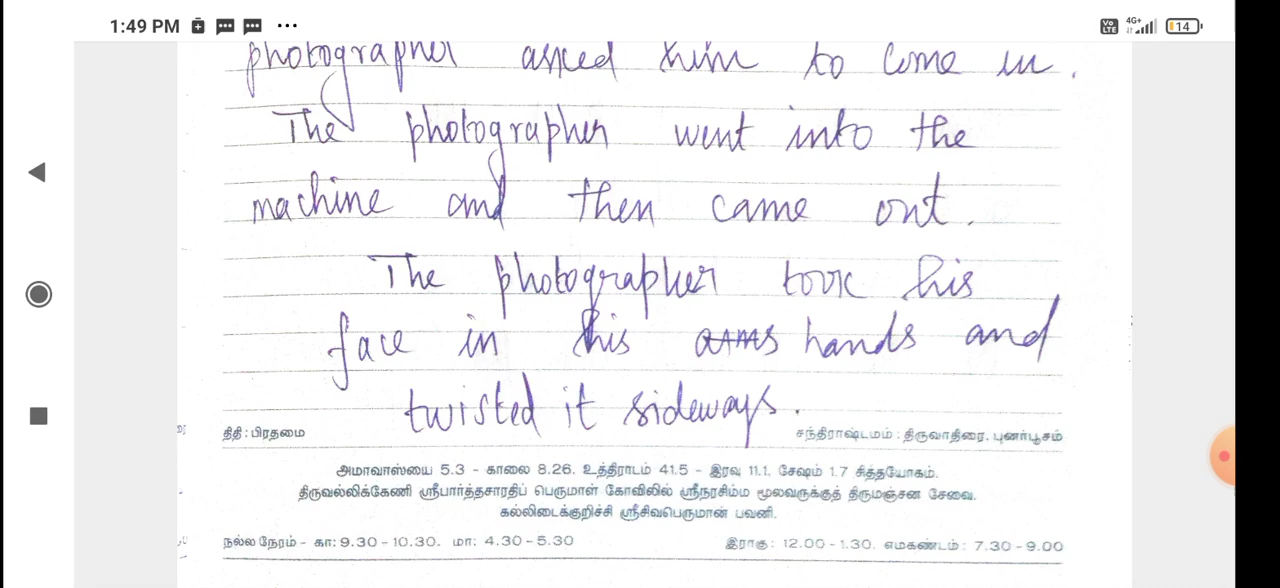 1:49 PM
Vo LTE 4G+ 14
photographer asked him to come in.
The photographer went into the
machine and then came out.
The photographer took his
face in his arms hands and
twisted it sideways.
திதி : பிரதமை சந்திராஷ்டமம் : திருவாதிரை, புனர்பூசம்
அமாவாஸ்யை 5.3 - காலை 8.26. உத்திராடம் 41.5 - இரவு 11.1. சேஷம் 1.7 சித்தயோகம்.
திருவல்லிக்கேணி ஸ்ரீபார்த்தசாரதிப் பெருமாள் கோவிலில் ஸ்ரீநரசிம்ம மூலவருக்குத் திருமஞ்சன சேவை.
கல்லிடைக்குறிச்சி ஸ்ரீசிவபெருமான் பவனி.
நல்ல நேரம் - கா: 9.30 - 10.30. மா: 4.30 - 5.30 இராகு : 12.00 - 1.30. எமகண்டம் : 7.30 - 9.00